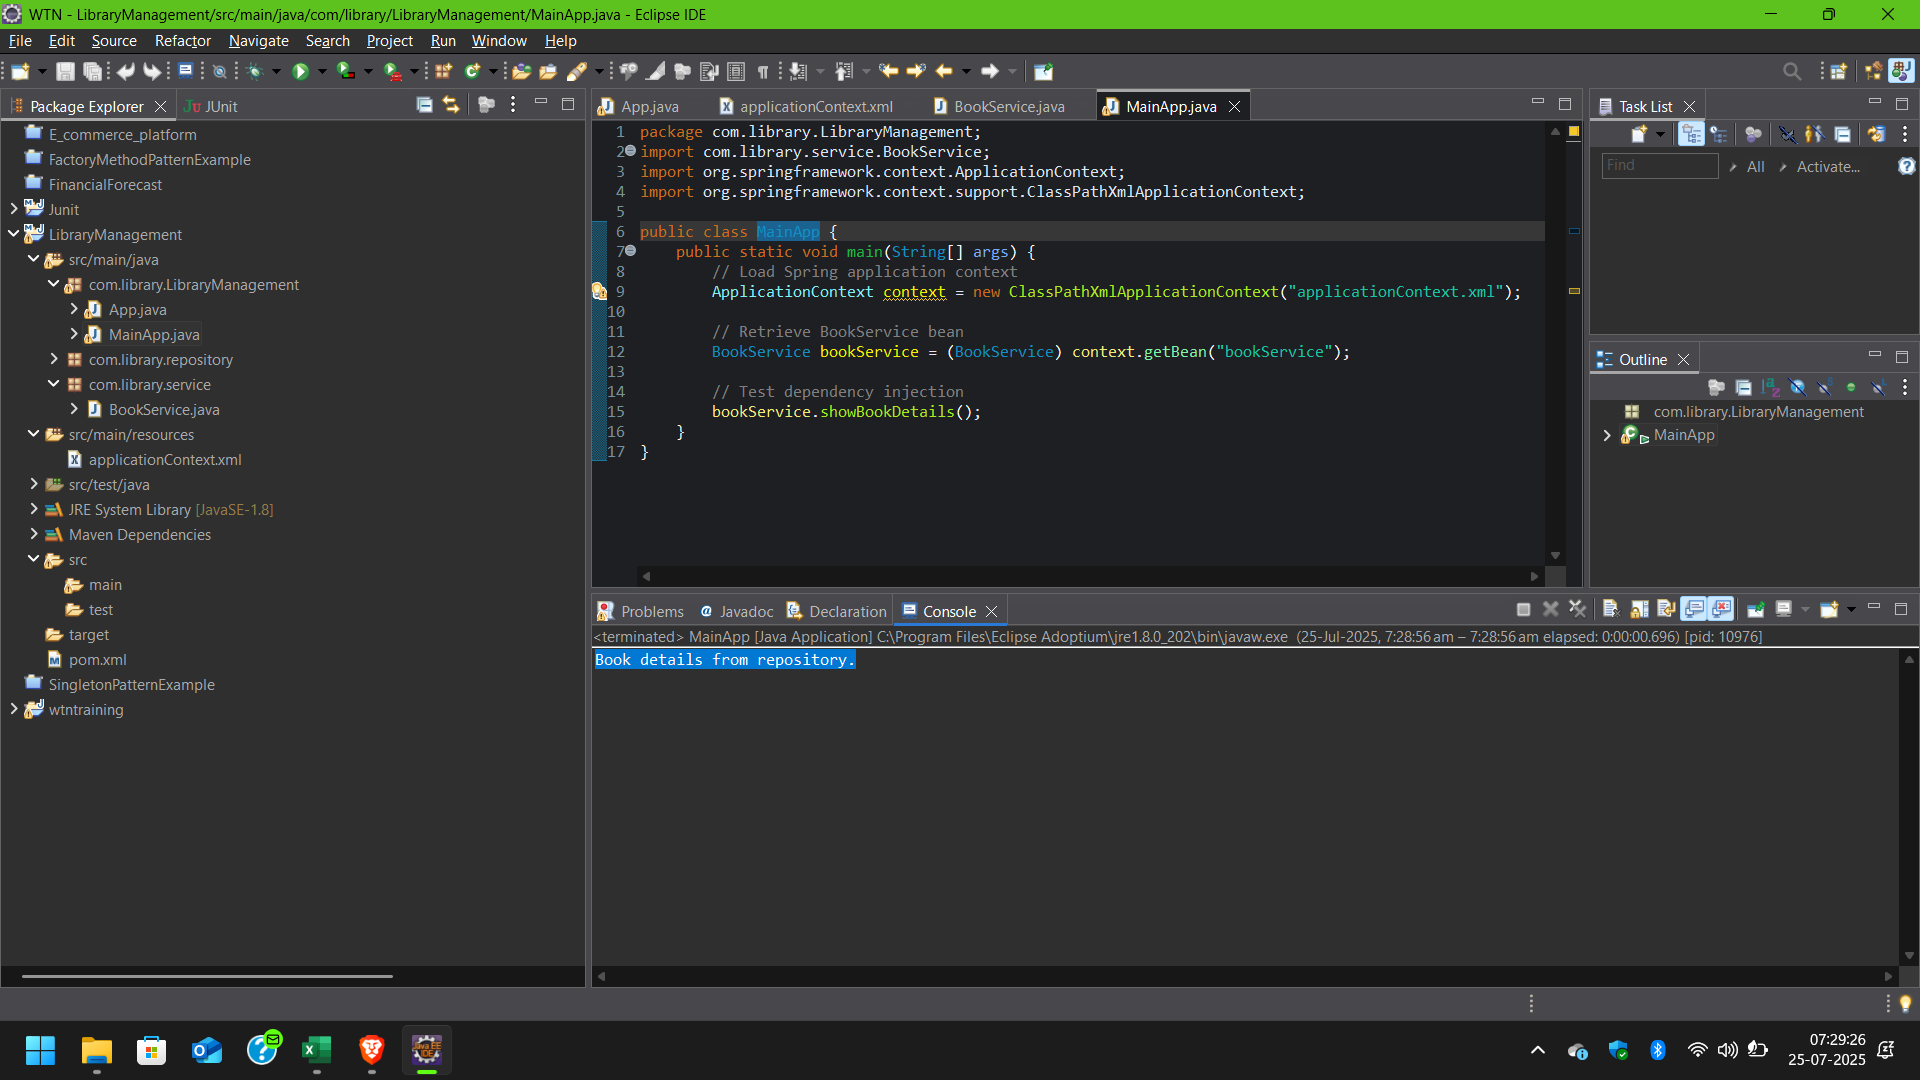 WTN - LibraryManagement/src/main/java/com/library/LibraryManagement/MainApp.java - Eclipse IDE
File Edit Source Refactor Navigate Search Project Run Window Help
Package Explorer
JUnit
E_commerce_platform
FactoryMethodPatternExample
FinancialForecast
Junit
LibraryManagement
src/main/java
com.library.LibraryManagement
App.java
MainApp.java
com.library.repository
com.library.service
BookService.java
src/main/resources
applicationContext.xml
src/test/java
JRE System Library [JavaSE-1.8]
Maven Dependencies
src
main
test
target
pom.xml
SingletonPatternExample
wtntraining
App.java applicationContext.xml BookService.java MainApp.java
1 package com.library.LibraryManagement;
2 import com.library.service.BookService;
3 import org.springframework.context.ApplicationContext;
4 import org.springframework.context.support.ClassPathXmlApplicationContext;
5
6 public class MainApp {
7 public static void main(String[] args) {
8 // Load Spring application context
9 ApplicationContext context = new ClassPathXmlApplicationContext("applicationContext.xml");
10
11 // Retrieve BookService bean
12 BookService bookService = (BookService) context.getBean("bookService");
13
14 // Test dependency injection
15 bookService.showBookDetails();
16 }
17 }
Task List
Find All Activate...
Outline
com.library.LibraryManagement
MainApp
Problems @ Javadoc Declaration Console
<terminated> MainApp [Java Application] C:\Program Files\Eclipse Adoptium\jre1.8.0_202\bin\javaw.exe (25-Jul-2025, 7:28:56 am – 7:28:56 am elapsed: 0:00:00.696) [pid: 10976]
Book details from repository.
07:29:26
25-07-2025